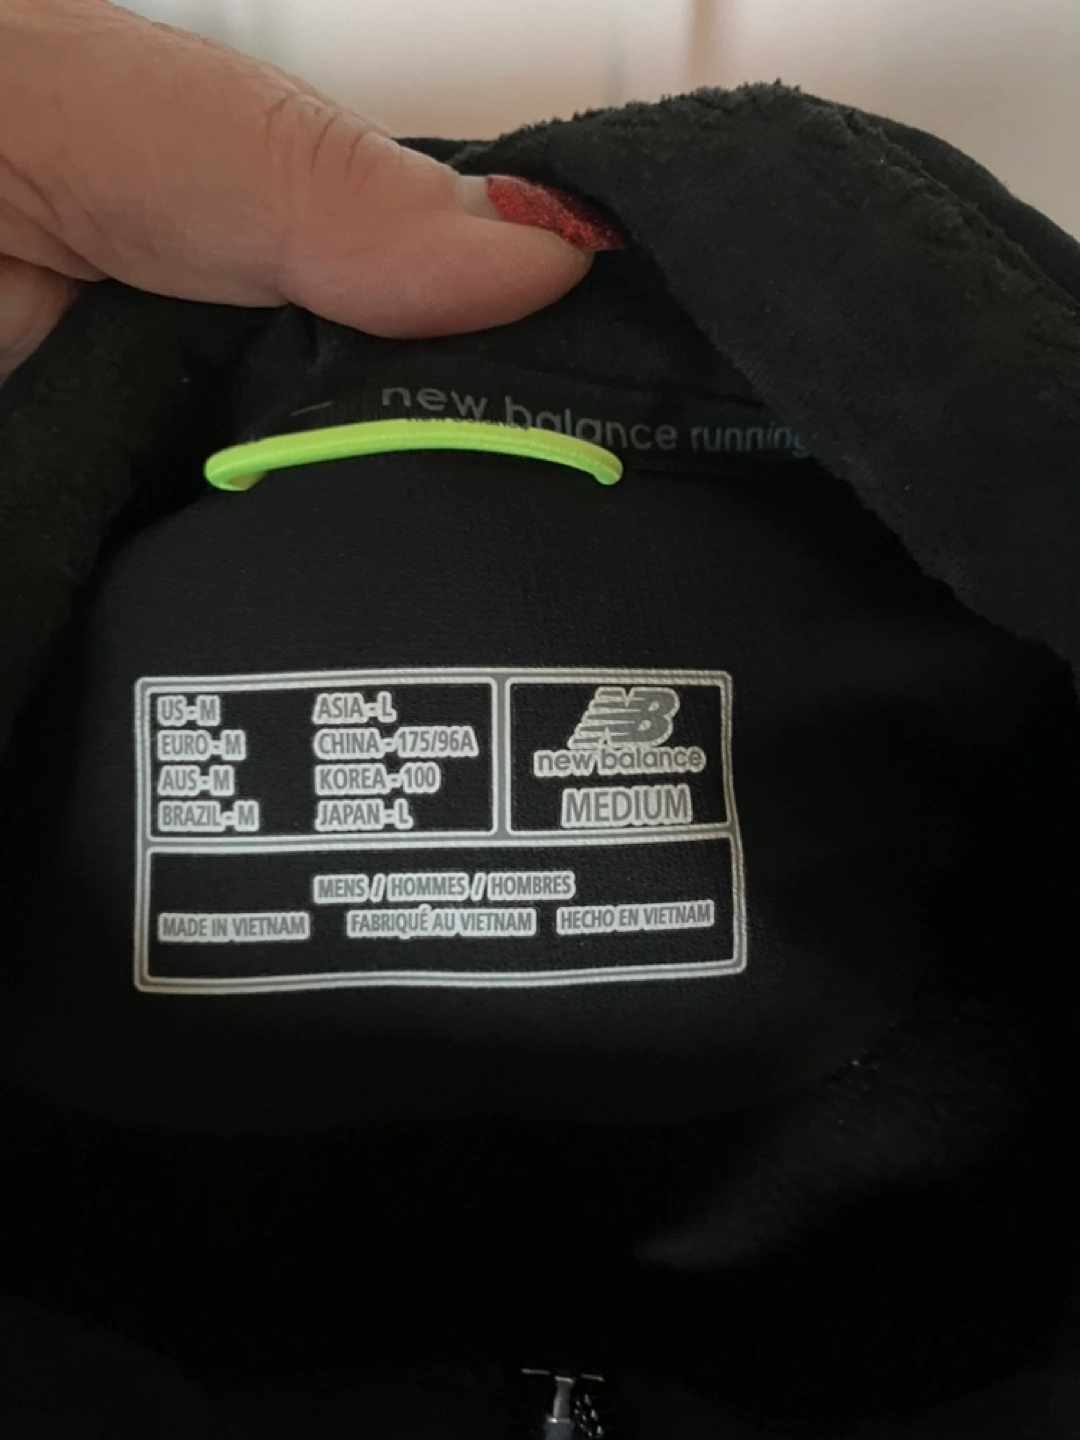 new balance running
US - M
EURO - M
AUS - M
BRAZIL - M
ASIA - L
CHINA - 175/96A
KOREA - 100
JAPAN - L
NB
new balance
MEDIUM
MENS / HOMMES / HOMBRES
MADE IN VIETNAM FABRIQUÉ AU VIETNAM HECHO EN VIETNAM